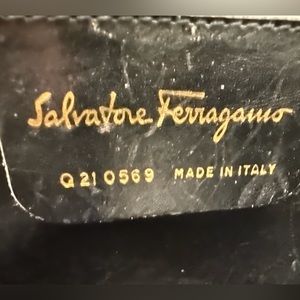 Salvatore Ferragamo
Q21 0569 MADE IN ITALY